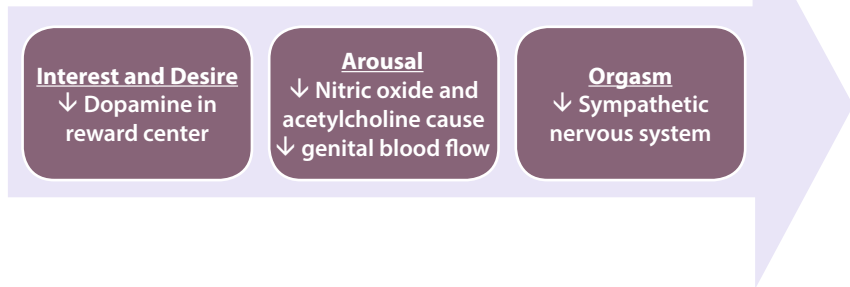 Interest and Desire
↓ Dopamine in
reward center
Arousal
↓ Nitric oxide and
acetylcholine cause
↓ genital blood flow
Orgasm
↓ Sympathetic
nervous system